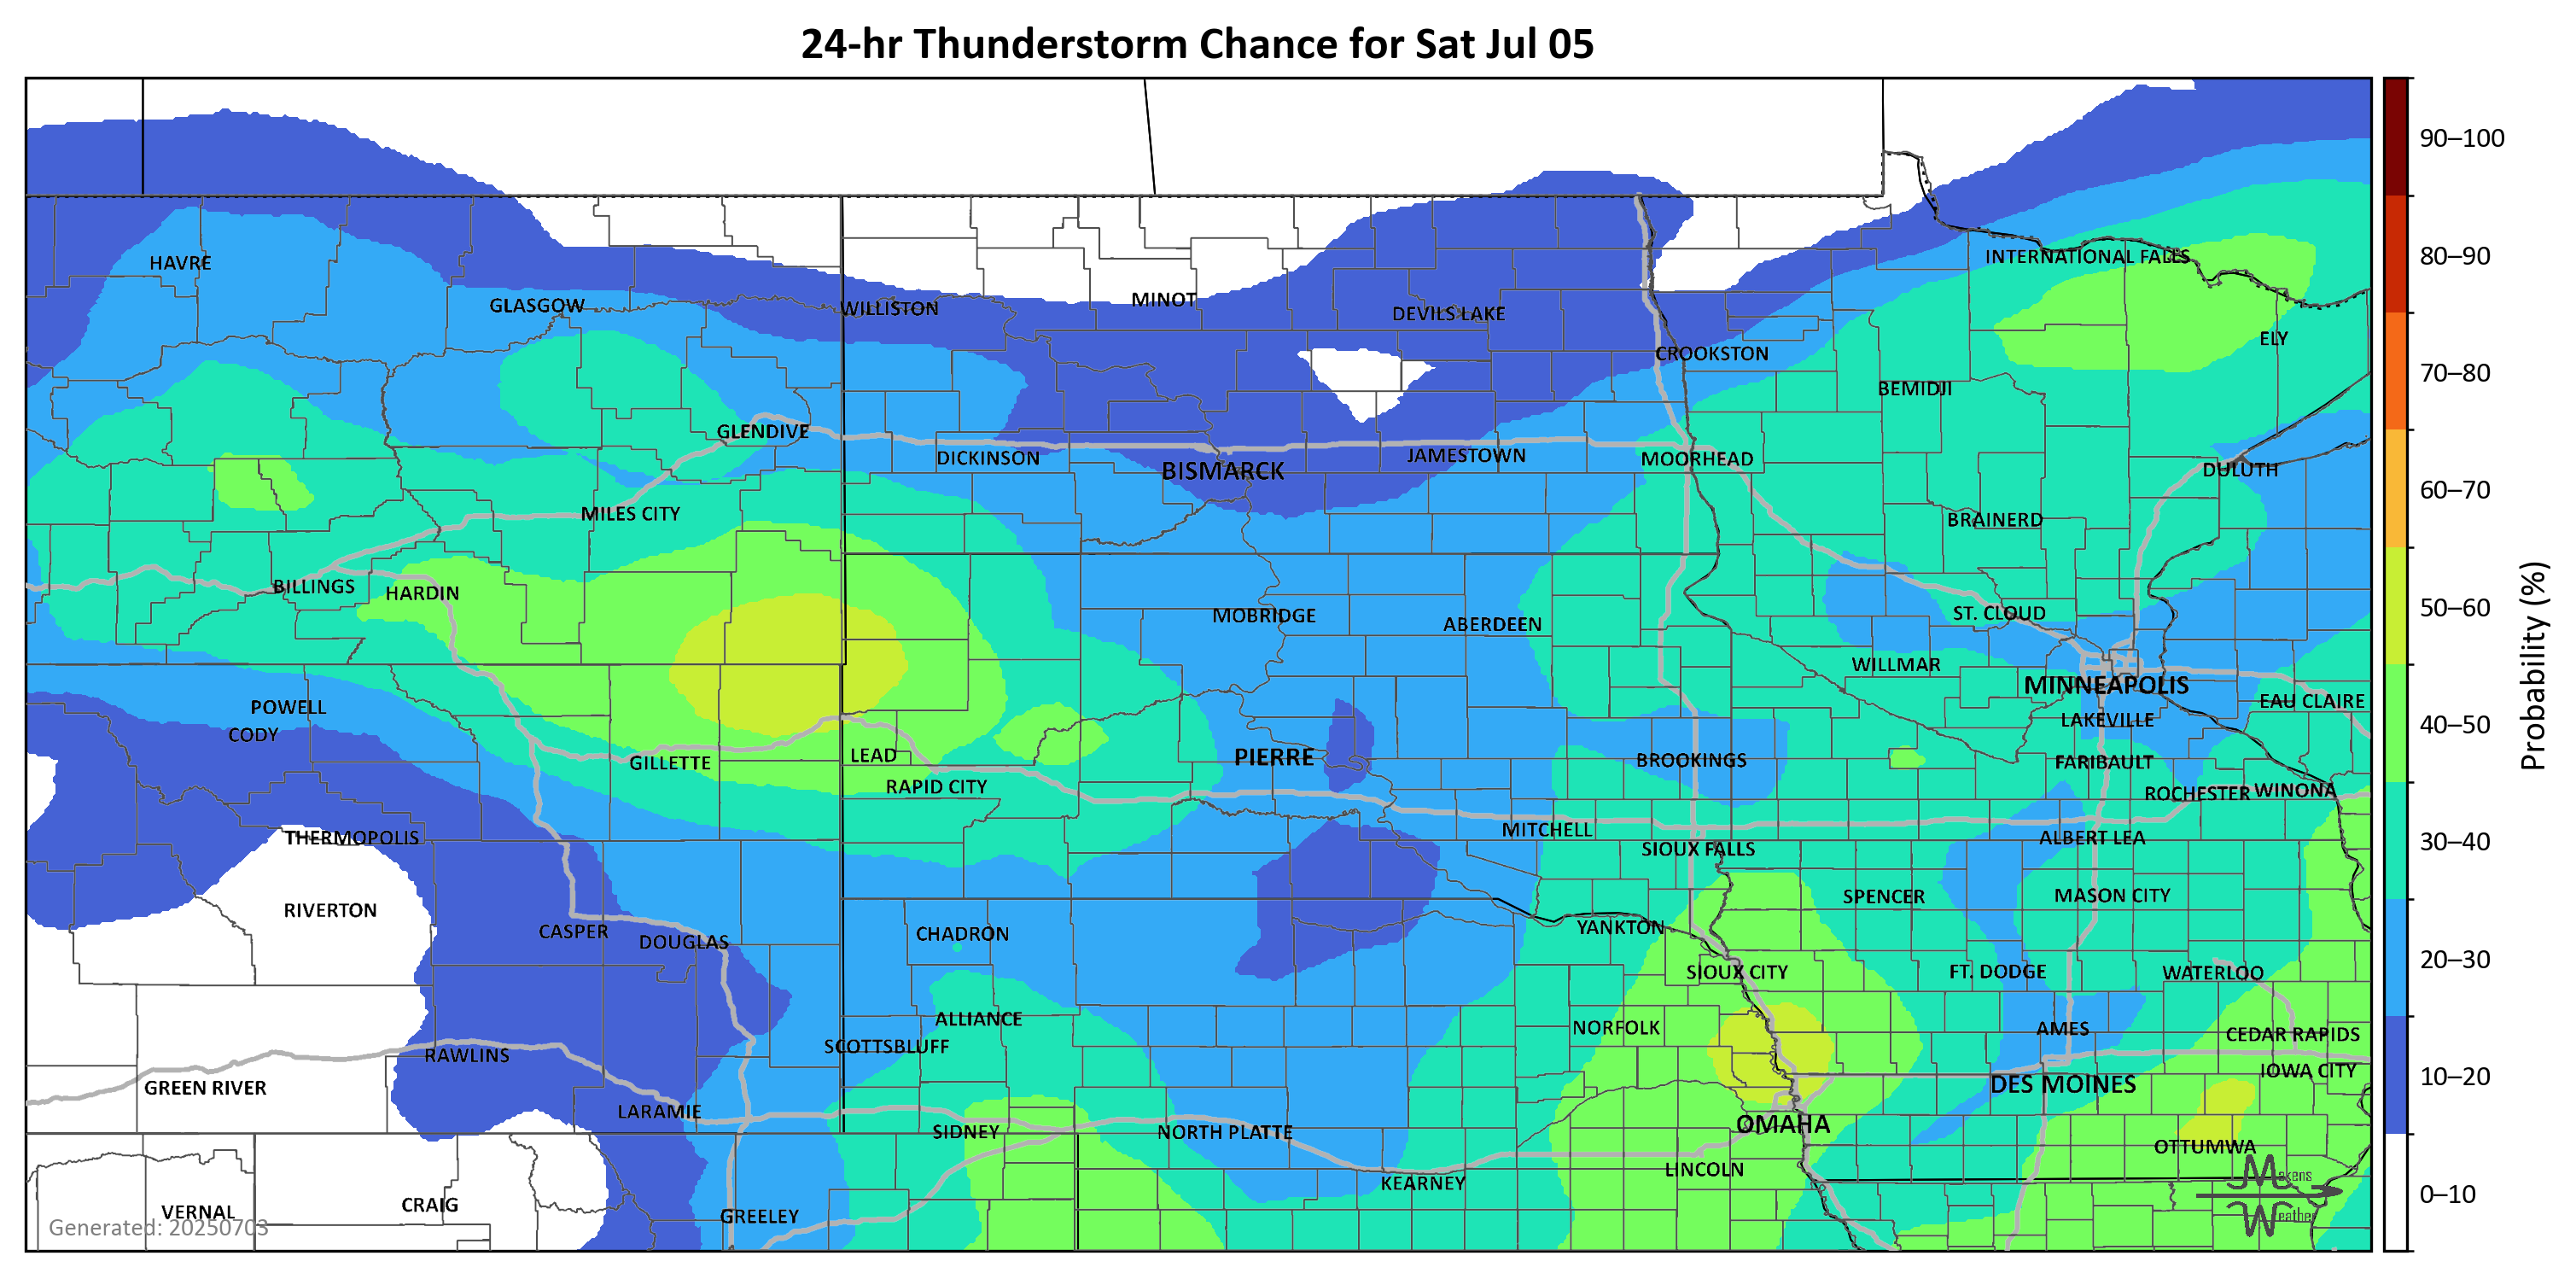 24-hr Thunderstorm Chance for Sat Jul 05
90–100
80–90
70–80
60–70
50–60
40–50
30–40
20–30
10–20
0–10
Probability (%)
INTERNATIONAL FALLS
HAVRE
GLASGOW
WILLISTON
MINOT
DEVILS LAKE
ELY
CROOKSTON
BEMIDJI
GLENDIVE
DICKINSON
BISMARCK
JAMESTOWN
MOORHEAD
DULUTH
MILES CITY
BRAINERD
BILLINGS
HARDIN
MOBRIDGE
ABERDEEN
ST. CLOUD
WILLMAR
MINNEAPOLIS
EAU CLAIRE
POWELL
CODY
LAKEVILLE
GILLETTE
LEAD
PIERRE
BROOKINGS
FARIBAULT
RAPID CITY
ROCHESTER
WINONA
THERMOPOLIS
MITCHELL
ALBERT LEA
SIOUX FALLS
RIVERTON
SPENCER
MASON CITY
CASPER
DOUGLAS
CHADRON
YANKTON
SIOUX CITY
FT. DODGE
WATERLOO
ALLIANCE
NORFOLK
AMES
CEDAR RAPIDS
SCOTTSBLUFF
RAWLINS
IOWA CITY
GREEN RIVER
DES MOINES
LARAMIE
OMAHA
SIDNEY
NORTH PLATTE
OTTUMWA
LINCOLN
KEARNEY
Makens
Weather
VERNAL
CRAIG
GREELEY
Generated: 20250703